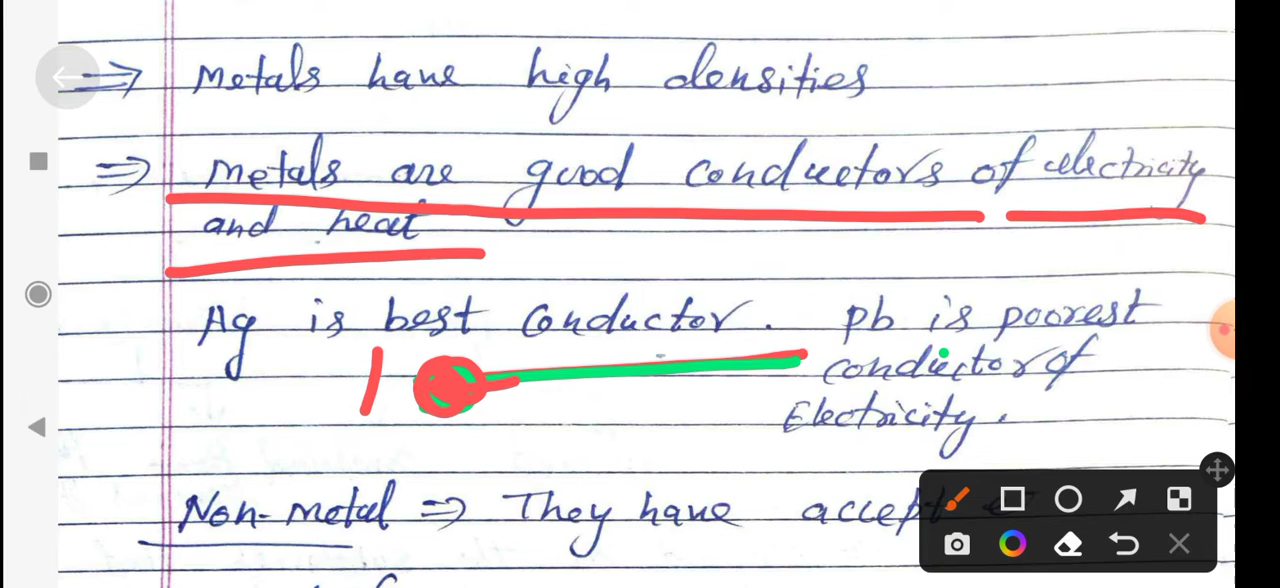 ⇒ Metals have high densities
⇒ Metals are good conductors of electricity
and heat
Ag is best Conductor. Pb is poorest
conductor of
Electricity.
Non-metal ⇒ They have accept